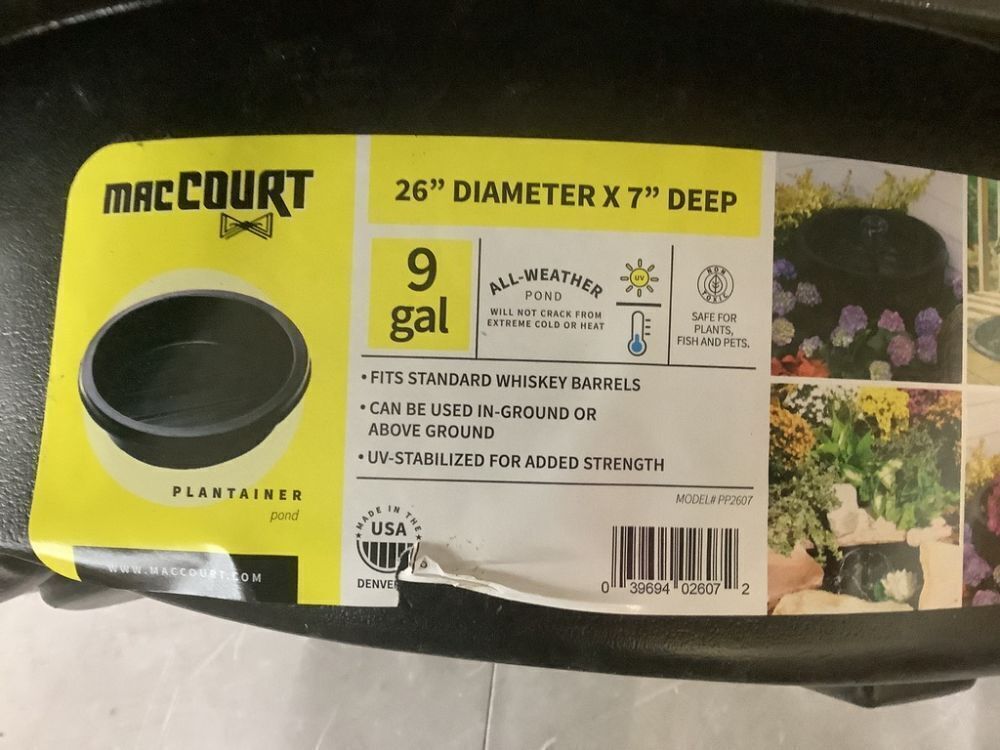 MACCOURT
PLANTAINER
pond
WWW.MACCOURT.COM
26” DIAMETER X 7” DEEP
9
gal
ALL-WEATHER
POND
WILL NOT CRACK FROM
EXTREME COLD OR HEAT
UV
NON
TOXIC
SAFE FOR
PLANTS,
FISH AND PETS.
• FITS STANDARD WHISKEY BARRELS
• CAN BE USED IN-GROUND OR
ABOVE GROUND
• UV-STABILIZED FOR ADDED STRENGTH
MODEL# PP2607
MADE IN THE
USA
DENVE
0 39694 02607 2